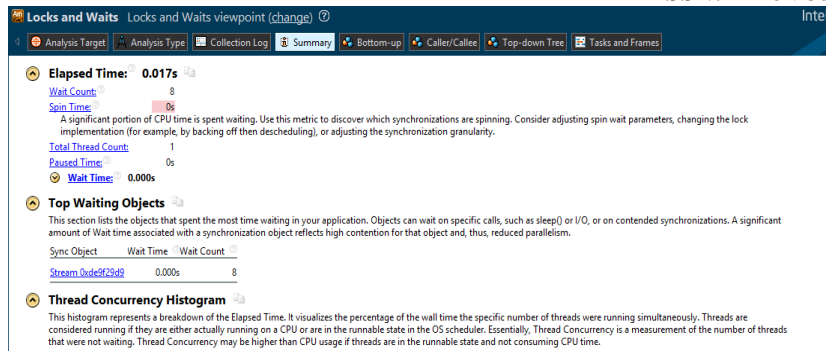 Locks and Waits Locks and Waits viewpoint (change) ? Inte
Analysis Target Analysis Type Collection Log Summary Bottom-up Caller/Callee Top-down Tree Tasks and Frames
Elapsed Time: 0.017s
Wait Count: 8
Spin Time: 0s
A significant portion of CPU time is spent waiting. Use this metric to discover which synchronizations are spinning. Consider adjusting spin wait parameters, changing the lock
implementation (for example, by backing off then descheduling), or adjusting the synchronization granularity.
Total Thread Count: 1
Paused Time: 0s
Wait Time: 0.000s
Top Waiting Objects
This section lists the objects that spent the most time waiting in your application. Objects can wait on specific calls, such as sleep() or I/O, or on contended synchronizations. A significant
amount of Wait time associated with a synchronization object reflects high contention for that object and, thus, reduced parallelism.
Sync Object Wait Time Wait Count
Stream 0xde9f29d9 0.000s 8
Thread Concurrency Histogram
This histogram represents a breakdown of the Elapsed Time. It visualizes the percentage of the wall time the specific number of threads were running simultaneously. Threads are
considered running if they are either actually running on a CPU or are in the runnable state in the OS scheduler. Essentially, Thread Concurrency is a measurement of the number of threads
that were not waiting. Thread Concurrency may be higher than CPU usage if threads are in the runnable state and not consuming CPU time.